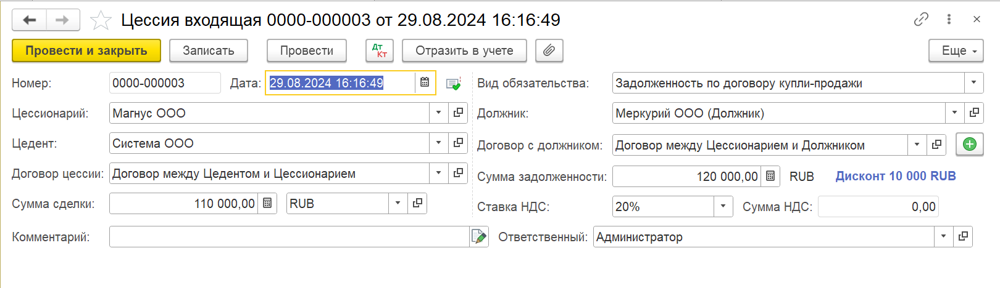 Цессия входящая 0000-000003 от 29.08.2024 16:16:49
Провести и закрыть Записать Провести Дт Кт Отразить в учете Еще
Номер: 0000-000003 Дата: 29.08.2024 16:16:49 Вид обязательства: Задолженность по договору купли-продажи
Цессионарий: Магнус ООО Должник: Меркурий ООО (Должник)
Цедент: Система ООО Договор с должником: Договор между Цессионарием и Должником
Договор цессии: Договор между Цедентом и Цессионарием Сумма задолженности: 120 000,00 RUB Дисконт 10 000 RUB
Сумма сделки: 110 000,00 RUB Ставка НДС: 20% Сумма НДС: 0,00
Комментарий: Ответственный: Администратор